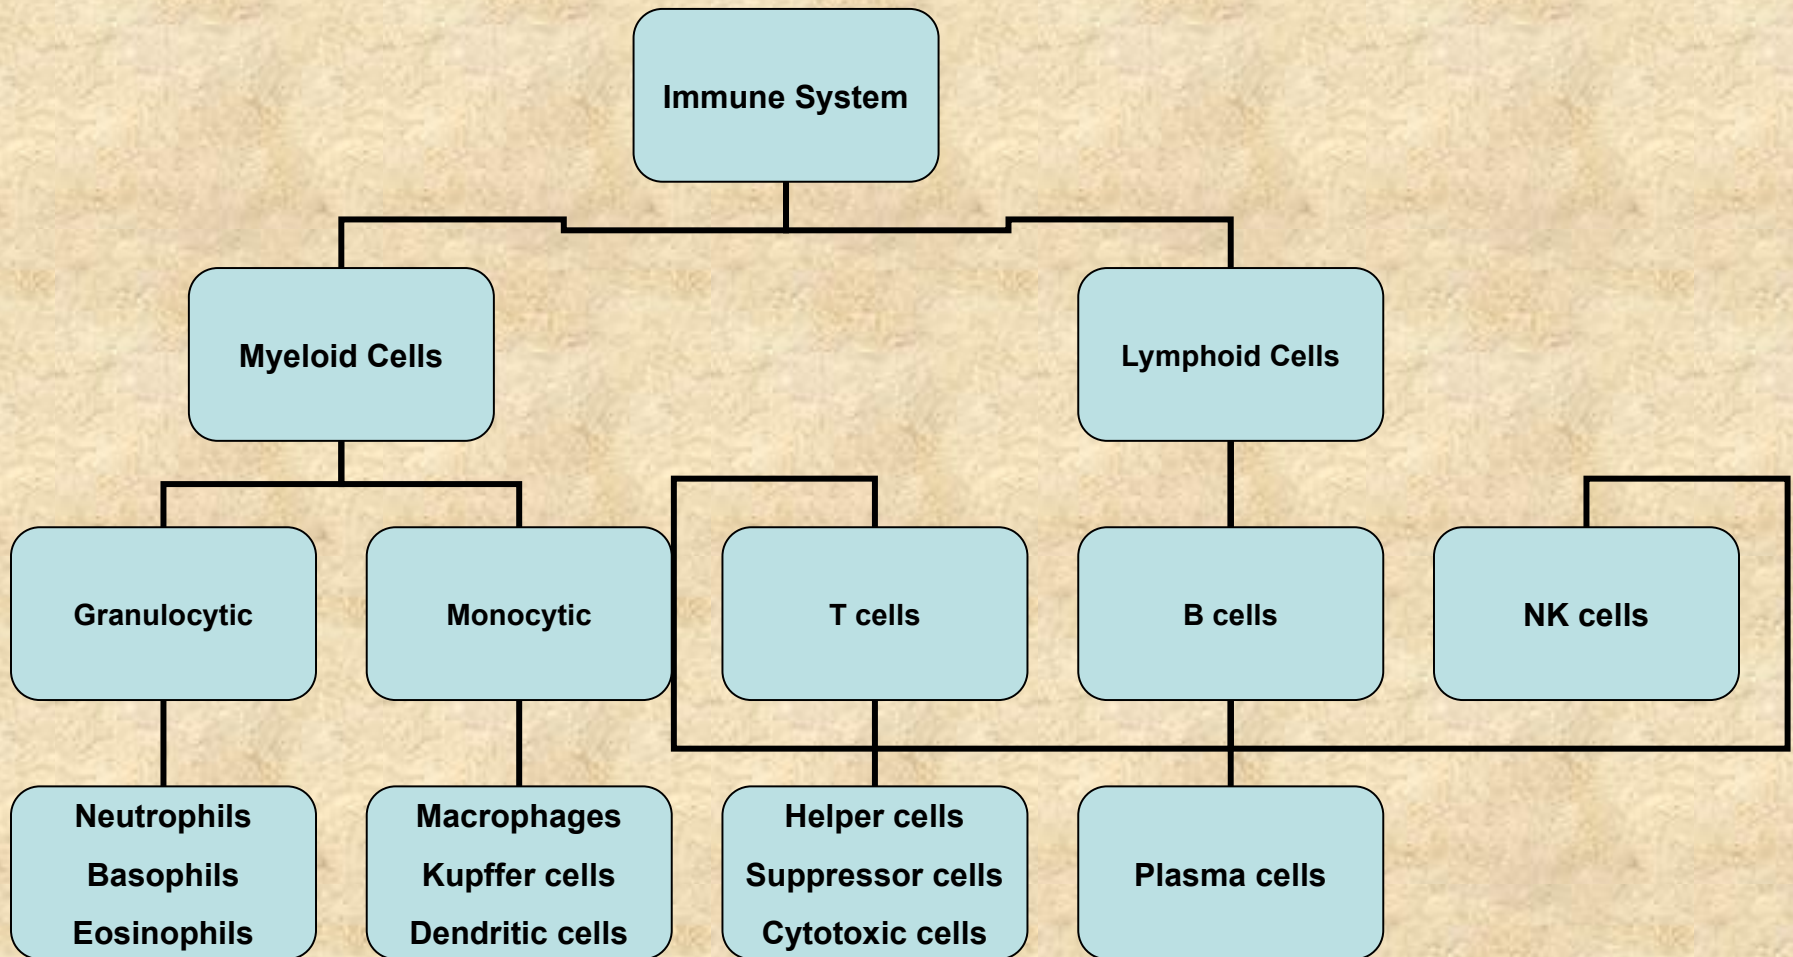 Immune System
Myeloid Cells
Lymphoid Cells
Granulocytic
Monocytic
T cells
B cells
NK cells
Neutrophils
Basophils
Eosinophils
Macrophages
Kupffer cells
Dendritic cells
Helper cells
Suppressor cells
Cytotoxic cells
Plasma cells